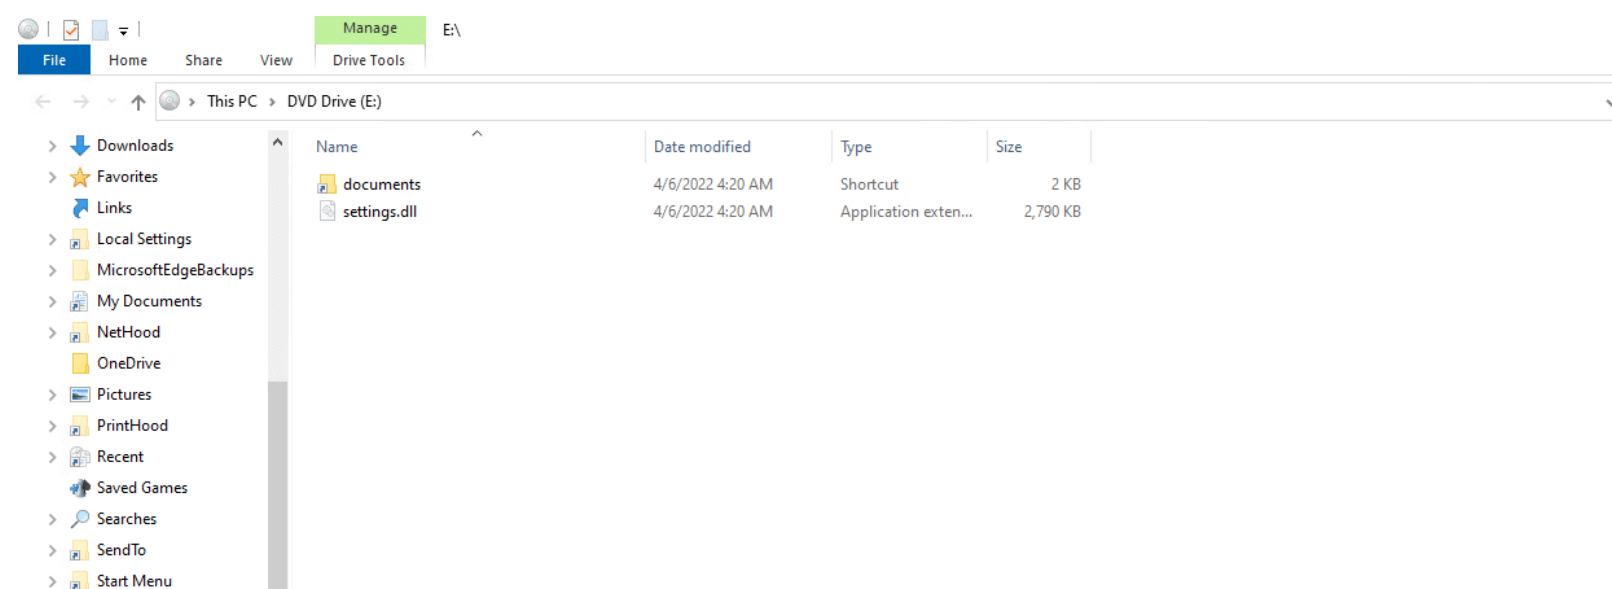 Manage E:\
File Home Share View Drive Tools
This PC > DVD Drive (E:)
Name Date modified Type Size
documents 4/6/2022 4:20 AM Shortcut 2 KB
settings.dll 4/6/2022 4:20 AM Application exten... 2,790 KB
Downloads
Favorites
Links
Local Settings
MicrosoftEdgeBackups
My Documents
NetHood
OneDrive
Pictures
PrintHood
Recent
Saved Games
Searches
SendTo
Start Menu